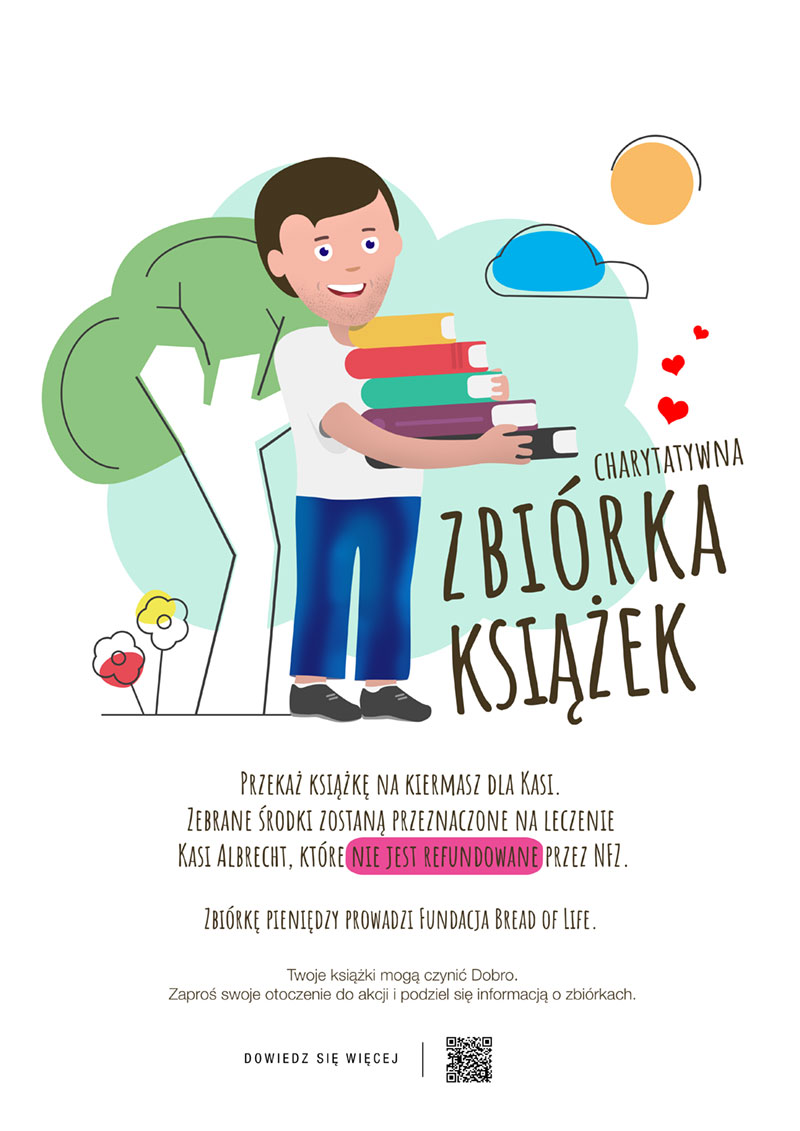 CHARYTATYWNA
ZBIÓRKA
KSIĄŻEK
PRZEKAŻ KSIĄŻKĘ NA KIERMASZ DLA KASI.
ZEBRANE ŚRODKI ZOSTANĄ PRZEZNACZONE NA LECZENIE
KASI ALBRECHT, KTÓRE NIE JEST REFUNDOWANE PRZEZ NFZ.
ZBIÓRKĘ PIENIĘDZY PROWADZI FUNDACJA BREAD OF LIFE.
Twoje książki mogą czynić Dobro.
Zaproś swoje otoczenie do akcji i podziel się informacją o zbiórkach.
DOWIEDZ SIĘ WIĘCEJ